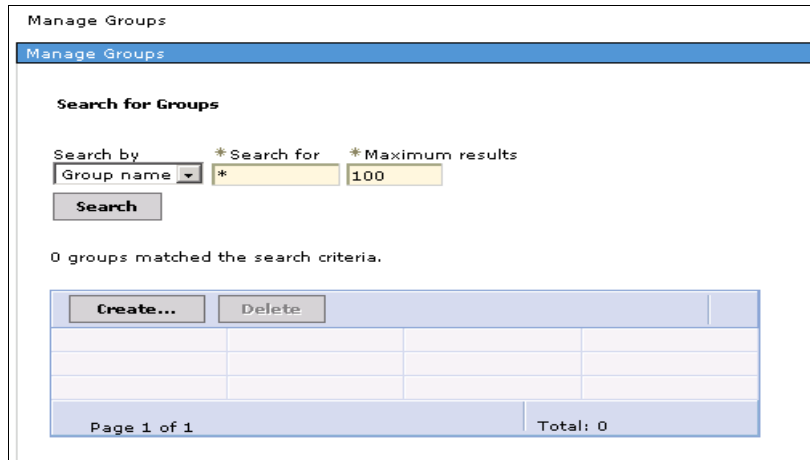 Manage Groups
Manage Groups
Search for Groups
Search by *Search for *Maximum results
Group name * 100
Search
0 groups matched the search criteria.
Create... Delete
Page 1 of 1 Total: 0